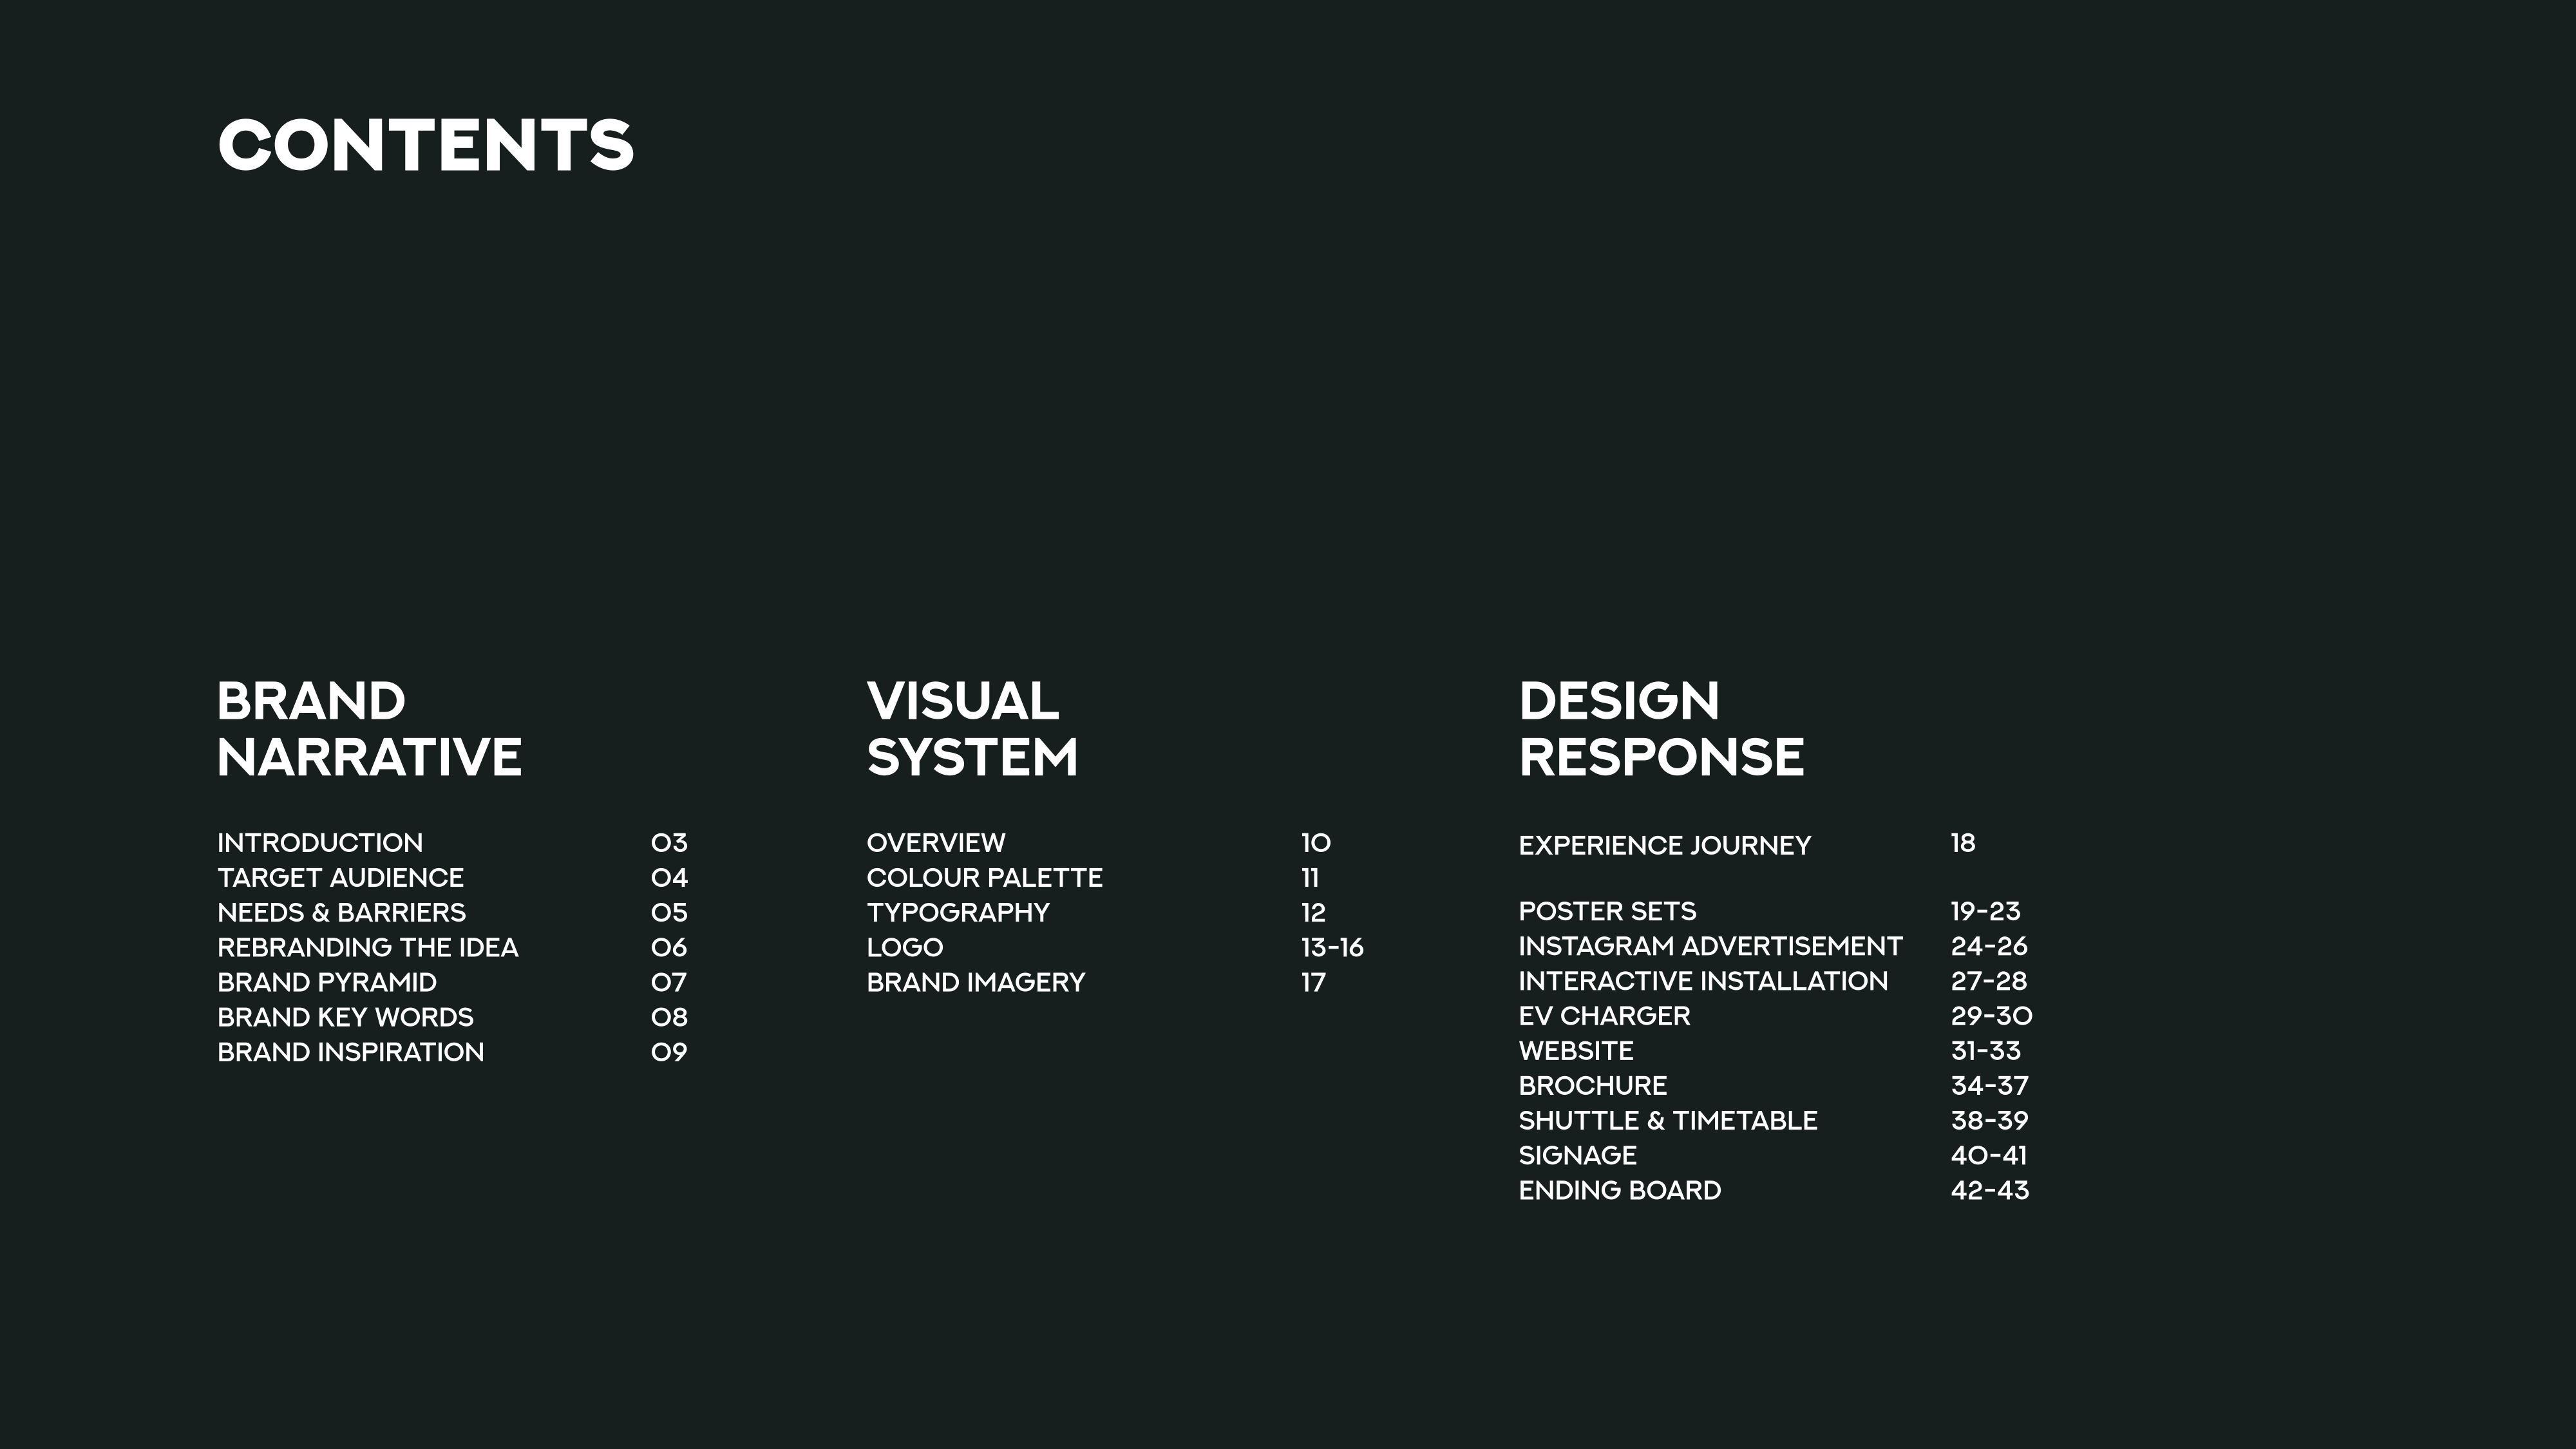 CONTENTS
BRAND
NARRATIVE
INTRODUCTION 03
TARGET AUDIENCE 04
NEEDS & BARRIERS 05
REBRANDING THE IDEA 06
BRAND PYRAMID 07
BRAND KEY WORDS 08
BRAND INSPIRATION 09
VISUAL
SYSTEM
OVERVIEW 10
COLOUR PALETTE 11
TYPOGRAPHY 12
LOGO 13-16
BRAND IMAGERY 17
DESIGN
RESPONSE
EXPERIENCE JOURNEY 18
POSTER SETS 19-23
INSTAGRAM ADVERTISEMENT 24-26
INTERACTIVE INSTALLATION 27-28
EV CHARGER 29-30
WEBSITE 31-33
BROCHURE 34-37
SHUTTLE & TIMETABLE 38-39
SIGNAGE 40-41
ENDING BOARD 42-43